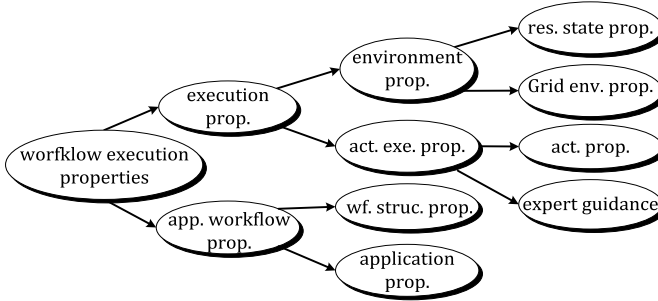 worfklow execution
properties
execution
prop.
app. workflow
prop.
environment
prop.
act. exe. prop.
wf. struc. prop.
application
prop.
res. state prop.
Grid env. prop.
act. prop.
expert guidance